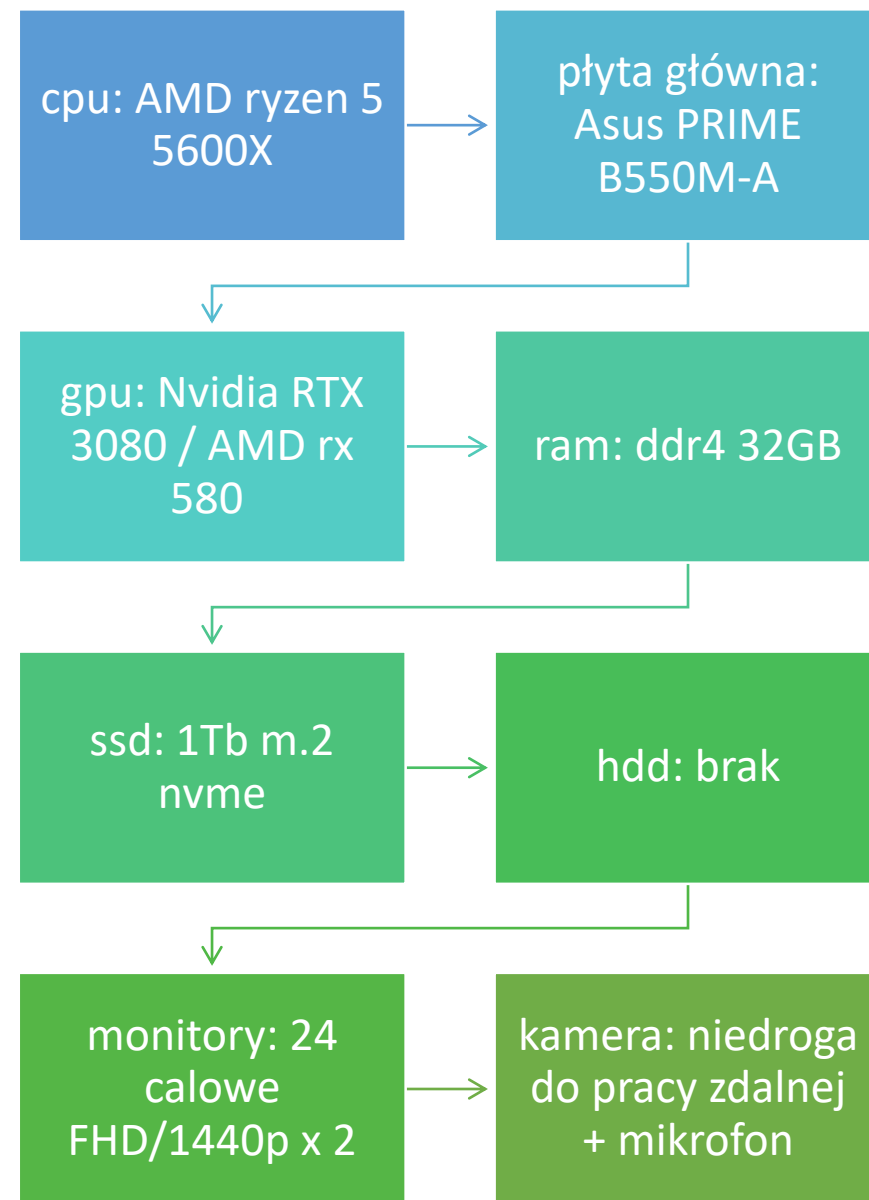 cpu: AMD ryzen 5
5600X
płyta główna:
Asus PRIME
B550M-A
gpu: Nvidia RTX
3080 / AMD rx
580
ram: ddr4 32GB
ssd: 1Tb m.2
nvme
hdd: brak
monitory: 24
calowe
FHD/1440p x 2
kamera: niedroga
do pracy zdalnej
+ mikrofon